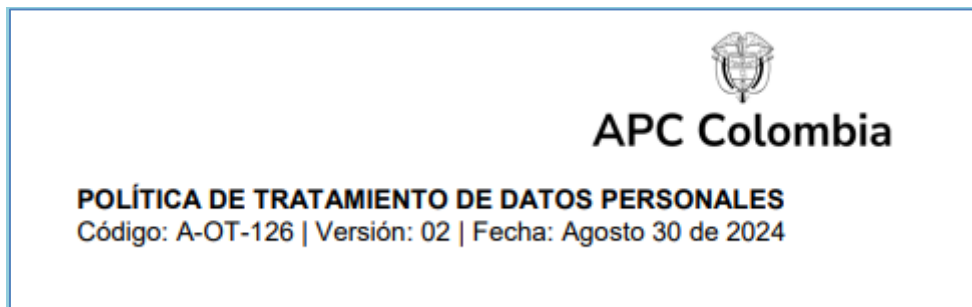 APC Colombia
POLÍTICA DE TRATAMIENTO DE DATOS PERSONALES
Código: A-OT-126 | Versión: 02 | Fecha: Agosto 30 de 2024